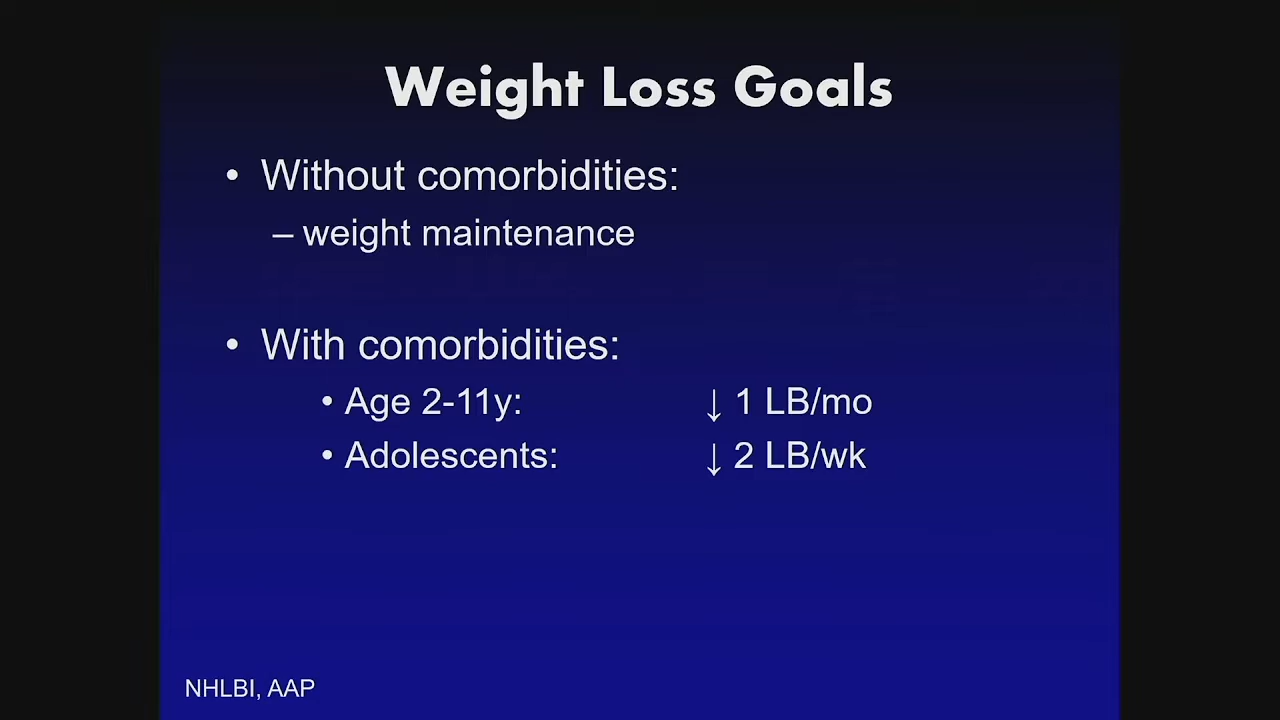 Weight Loss Goals
• Without comorbidities:
– weight maintenance
• With comorbidities:
• Age 2-11y: ↓ 1 LB/mo
• Adolescents: ↓ 2 LB/wk
NHLBI, AAP